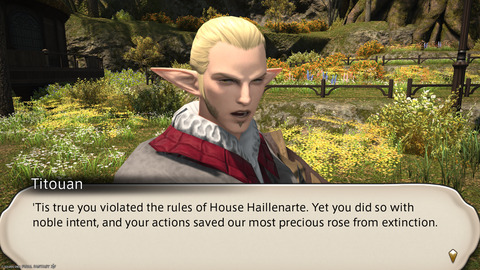 Titouan
'Tis true you violated the rules of House Haillenarte. Yet you did so with
noble intent, and your actions saved our most precious rose from extinction.